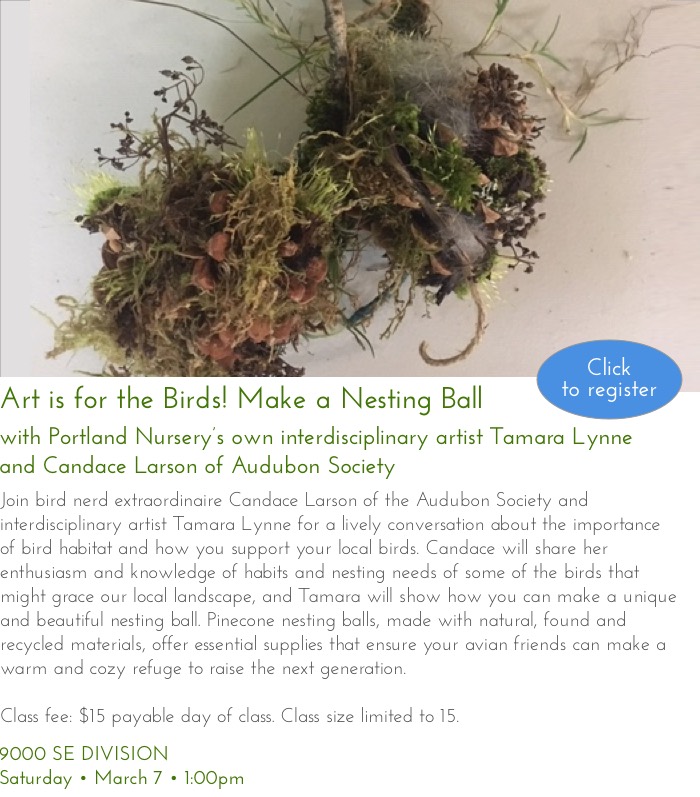 Click
to register
Art is for the Birds! Make a Nesting Ball
with Portland Nursery's own interdisciplinary artist Tamara Lynne
and Candace Larson of Audubon Society
Join bird nerd extraordinaire Candace Larson of the Audubon Society and
interdisciplinary artist Tamara Lynne for a lively conversation about the importance
of bird habitat and how you support your local birds. Candace will share her
enthusiasm and knowledge of habits and nesting needs of some of the birds that
might grace our local landscape, and Tamara will show how you can make a unique
and beautiful nesting ball. Pinecone nesting balls, made with natural, found and
recycled materials, offer essential supplies that ensure your avian friends can make a
warm and cozy refuge to raise the next generation.
Class fee: $15 payable day of class. Class size limited to 15.
9000 SE DIVISION
Saturday • March 7 • 1:00pm